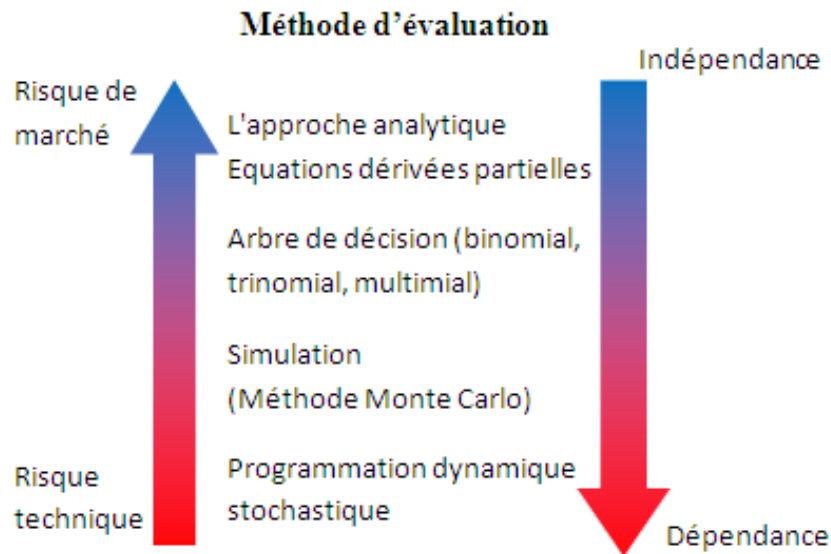 Méthode d'évaluation
Indépendance
Risque de
marché
L'approche analytique
Equations dérivées partielles
Arbre de décision (binomial,
trinomial, multimial)
Simulation
(Méthode Monte Carlo)
Risque
technique
Programmation dynamique
stochastique
Dépendance